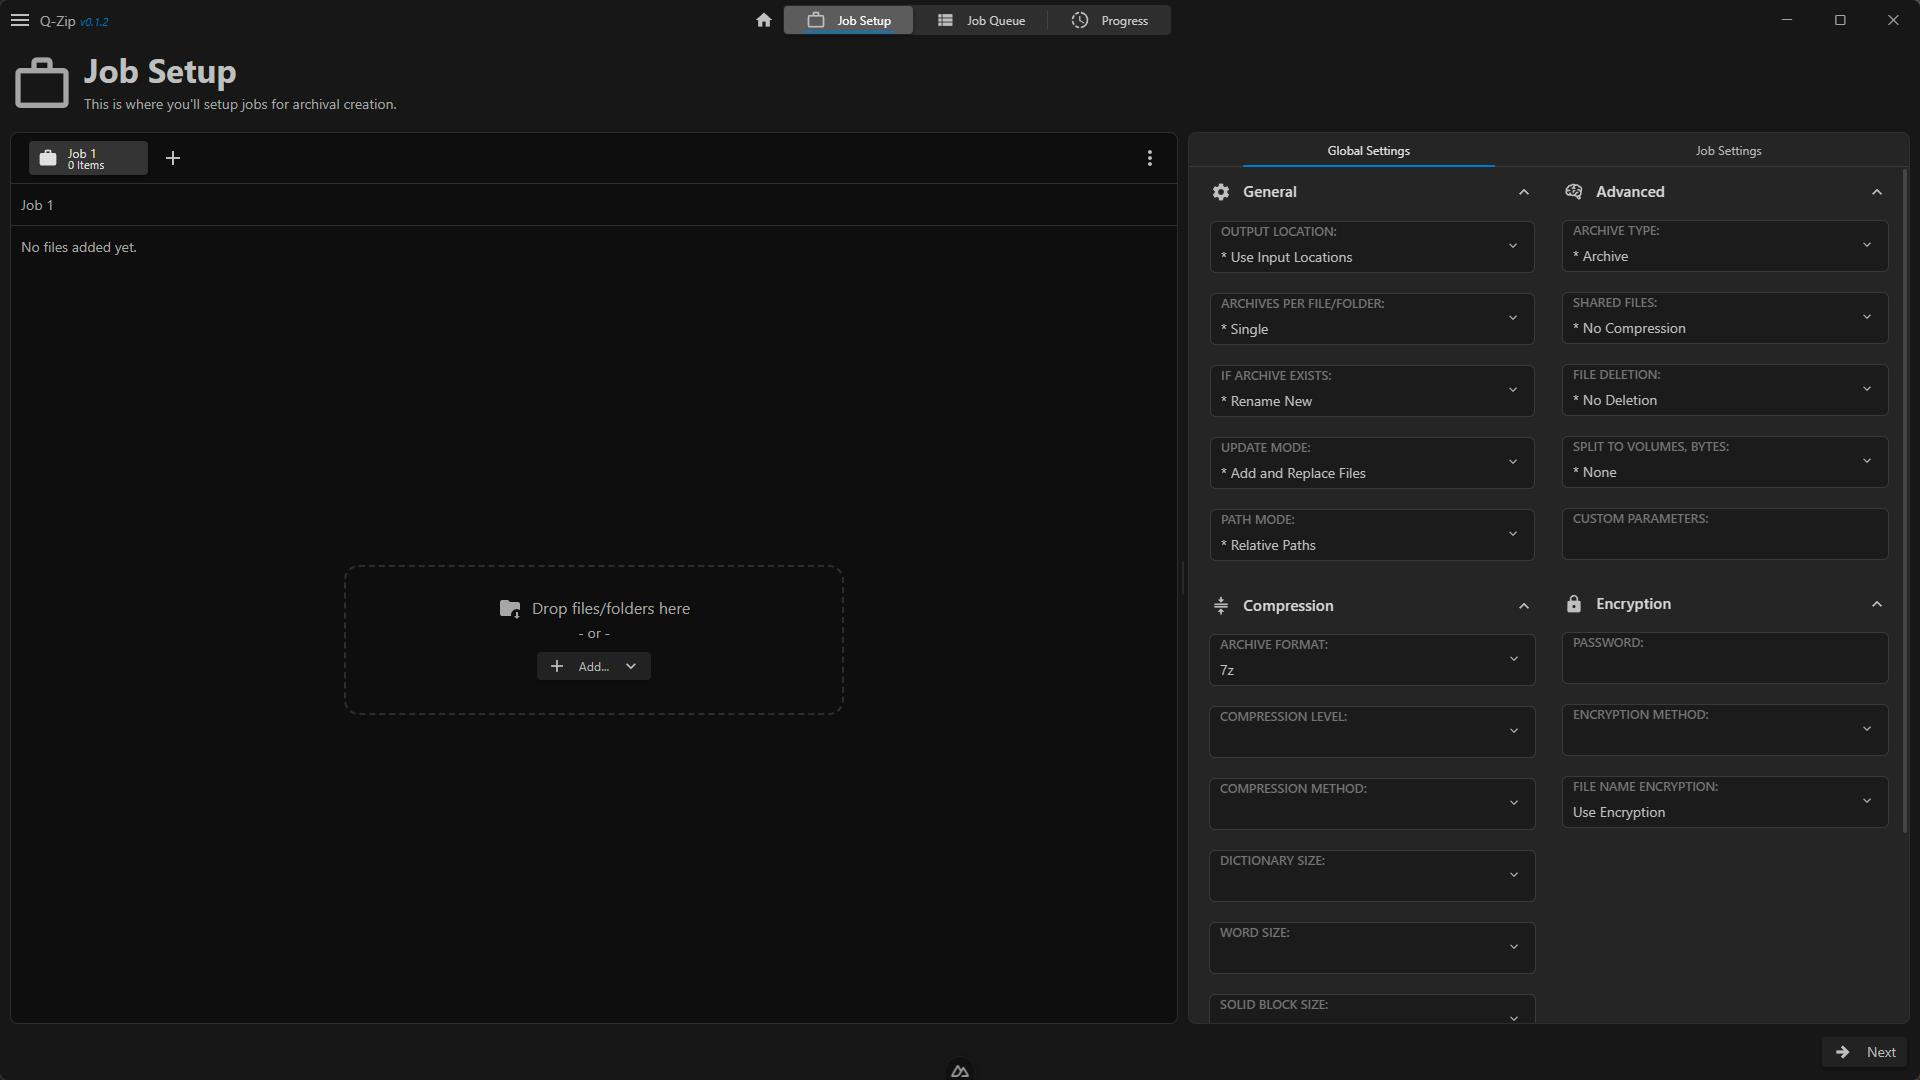 Q-Zip v0.1.2
Job Setup
Job Queue
Progress
Job Setup
This is where you'll setup jobs for archival creation.
Job 1
0 Items
Job 1
No files added yet.
Drop files/folders here
- or -
Add...
Global Settings
Job Settings
General
OUTPUT LOCATION:
* Use Input Locations
ARCHIVES PER FILE/FOLDER:
* Single
IF ARCHIVE EXISTS:
* Rename New
UPDATE MODE:
* Add and Replace Files
PATH MODE:
* Relative Paths
Compression
ARCHIVE FORMAT:
7z
COMPRESSION LEVEL:
COMPRESSION METHOD:
DICTIONARY SIZE:
WORD SIZE:
SOLID BLOCK SIZE:
Advanced
ARCHIVE TYPE:
* Archive
SHARED FILES:
* No Compression
FILE DELETION:
* No Deletion
SPLIT TO VOLUMES, BYTES:
* None
CUSTOM PARAMETERS:
Encryption
PASSWORD:
ENCRYPTION METHOD:
FILE NAME ENCRYPTION:
Use Encryption
Next